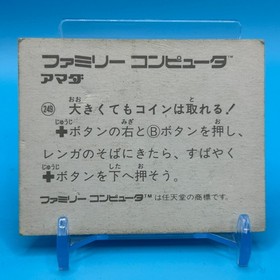 ファミリー コンピュータ™
アマダ
249 大きくてもコインは取れる!
✚ボタンの右とⒷボタンを押し、
レンガのそばにきたら、すばやく
✚ボタンを下へ押そう。
ファミリー コンピュータ™は任天堂の商標です。